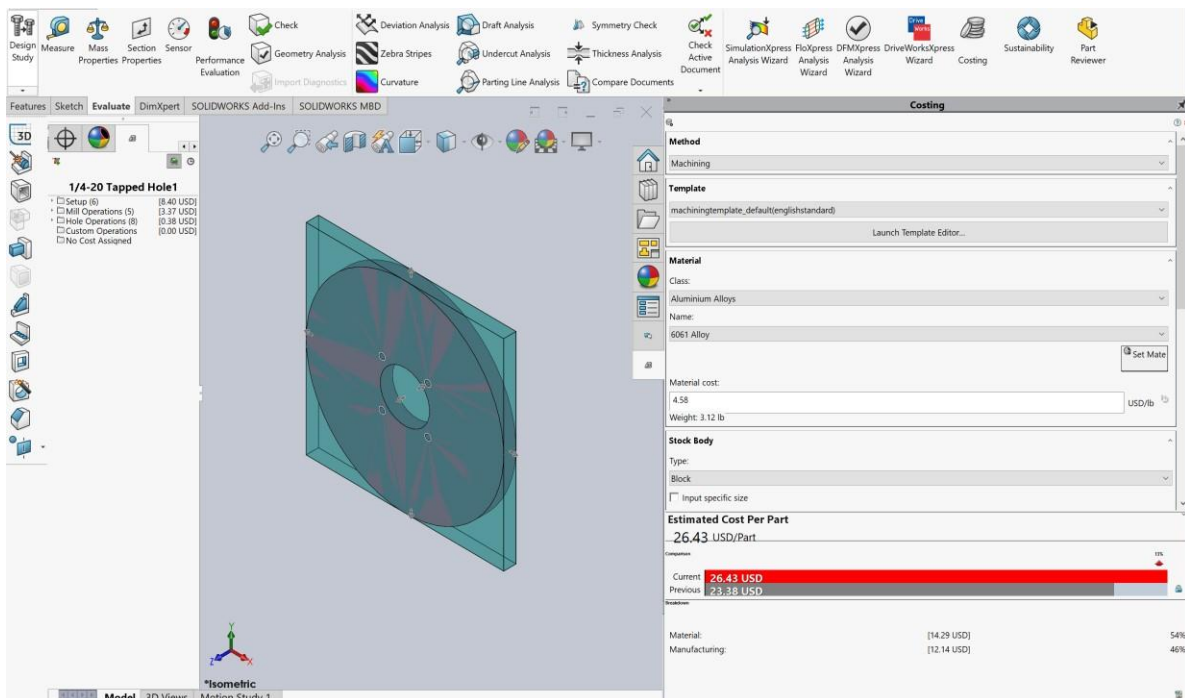 Design Study
Measure
Mass Properties
Section Properties
Sensor
Performance Evaluation
Check
Geometry Analysis
Import Diagnostics
Deviation Analysis
Zebra Stripes
Curvature
Draft Analysis
Undercut Analysis
Parting Line Analysis
Symmetry Check
Thickness Analysis
Compare Documents
Check Active Document
SimulationXpress Analysis Wizard
FloXpress Analysis Wizard
DFMXpress Analysis Wizard
DriveWorksXpress Wizard
Costing
Sustainability
Part Reviewer
Features Sketch Evaluate DimXpert SOLIDWORKS Add-Ins SOLIDWORKS MBD
3D
1/4-20 Tapped Hole1
Setup (6) [8.40 USD]
Mill Operations (5) [3.37 USD]
Hole Operations (8) [0.38 USD]
Custom Operations [0.00 USD]
No Cost Assigned
Y
Z X
*Isometric
Model 3D Views Motion Study 1
Costing
Method
Machining
Template
machiningtemplate_default(englishstandard)
Launch Template Editor...
Material
Class:
Aluminium Alloys
Name:
6061 Alloy
Set Mate
Material cost:
4.58 USD/lb
Weight: 3.12 lb
Stock Body
Type:
Block
Input specific size
Estimated Cost Per Part
26.43 USD/Part
Comparison
13%
Current 26.43 USD
Previous 23.38 USD
Breakdown
Material: [14.29 USD] 54%
Manufacturing: [12.14 USD] 46%